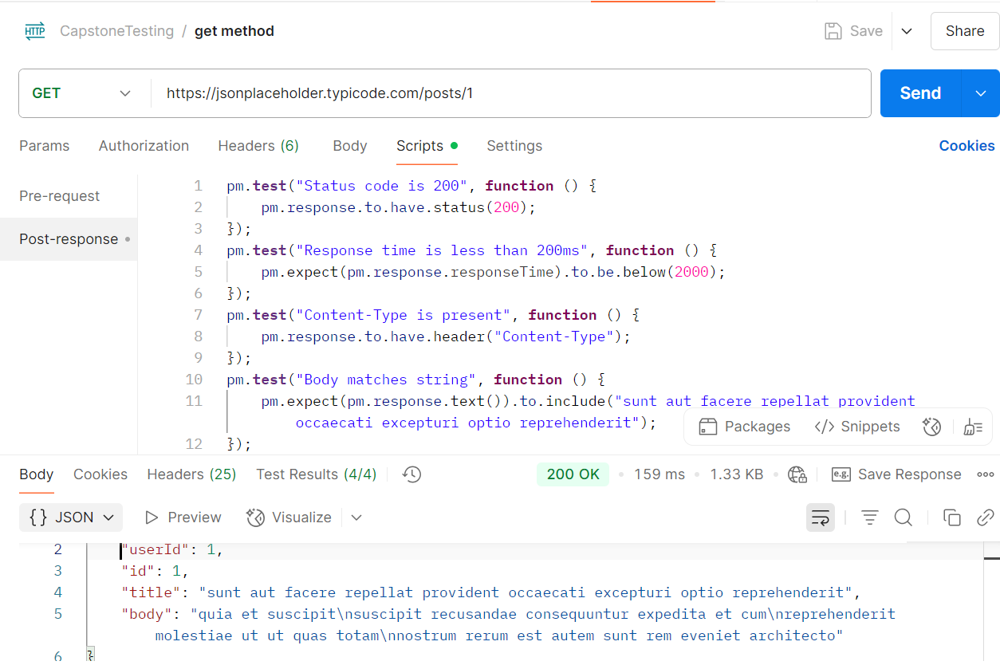 HTTP CapstoneTesting / get method Save Share
GET https://jsonplaceholder.typicode.com/posts/1 Send
Params Authorization Headers (6) Body Scripts Settings Cookies
Pre-request
Post-response
1 pm.test("Status code is 200", function () {
2 pm.response.to.have.status(200);
3 });
4 pm.test("Response time is less than 200ms", function () {
5 pm.expect(pm.response.responseTime).to.be.below(2000);
6 });
7 pm.test("Content-Type is present", function () {
8 pm.response.to.have.header("Content-Type");
9 });
10 pm.test("Body matches string", function () {
11 pm.expect(pm.response.text()).to.include("sunt aut facere repellat provident
occaecati excepturi optio reprehenderit");
12 });
Packages </> Snippets
Body Cookies Headers (25) Test Results (4/4) 200 OK 159 ms 1.33 KB e.g. Save Response
{} JSON Preview Visualize
2 "userId": 1,
3 "id": 1,
4 "title": "sunt aut facere repellat provident occaecati excepturi optio reprehenderit",
5 "body": "quia et suscipit\nsuscipit recusandae consequuntur expedita et cum\nreprehenderit
molestiae ut ut quas totam\nnostrum rerum est autem sunt rem eveniet architecto"
6 }